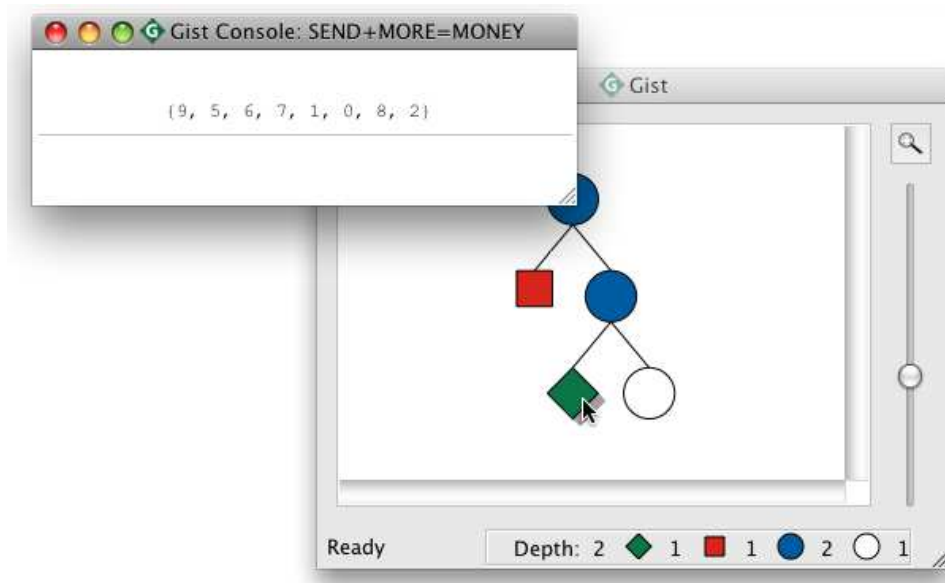 Gist Console: SEND+MORE=MONEY
{9, 5, 6, 7, 1, 0, 8, 2}
Gist
Ready
Depth: 2 1 1 2 1